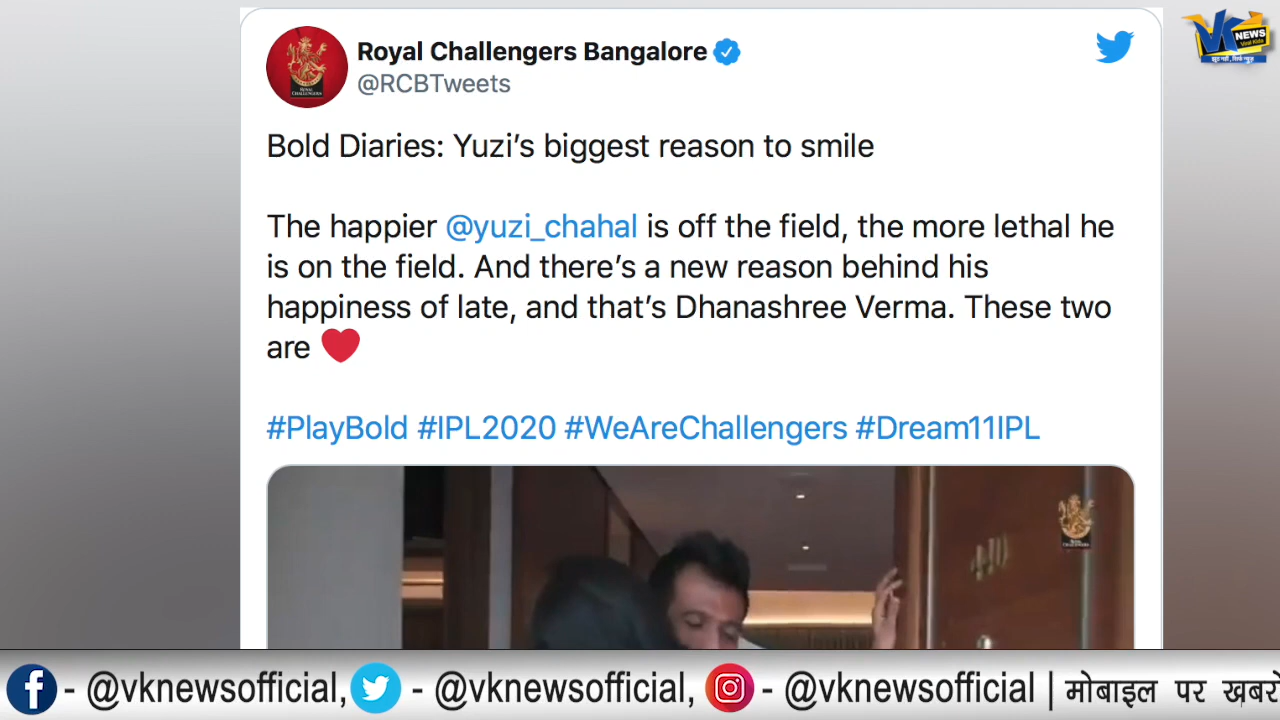 Royal Challengers Bangalore
@RCBTweets
VK NEWS
Bold Diaries: Yuzi’s biggest reason to smile
The happier @yuzi_chahal is off the field, the more lethal he
is on the field. And there’s a new reason behind his
happiness of late, and that’s Dhanashree Verma. These two
are ❤️
#PlayBold #IPL2020 #WeAreChallengers #Dream11IPL
- @vknewsofficial, - @vknewsofficial, - @vknewsofficial | मोबाइल पर खबरों